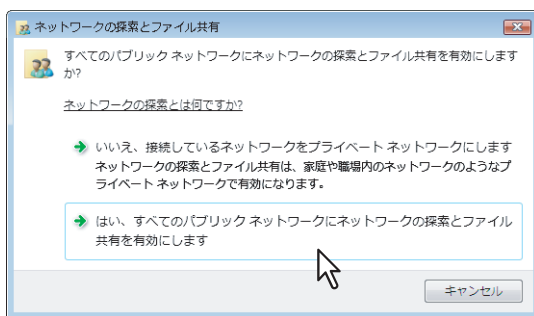 ネットワークの探索とファイル共有
すべてのパブリック ネットワークにネットワークの探索とファイル共有を有効にします
か?
ネットワークの探索とは何ですか?
いいえ、接続しているネットワークをプライベート ネットワークにします
ネットワークの探索とファイル共有は、家庭や職場内のネットワークのようなプ
ライベート ネットワークで有効になります。
はい、すべてのパブリック ネットワークにネットワークの探索とファイル
共有を有効にします
キャンセル